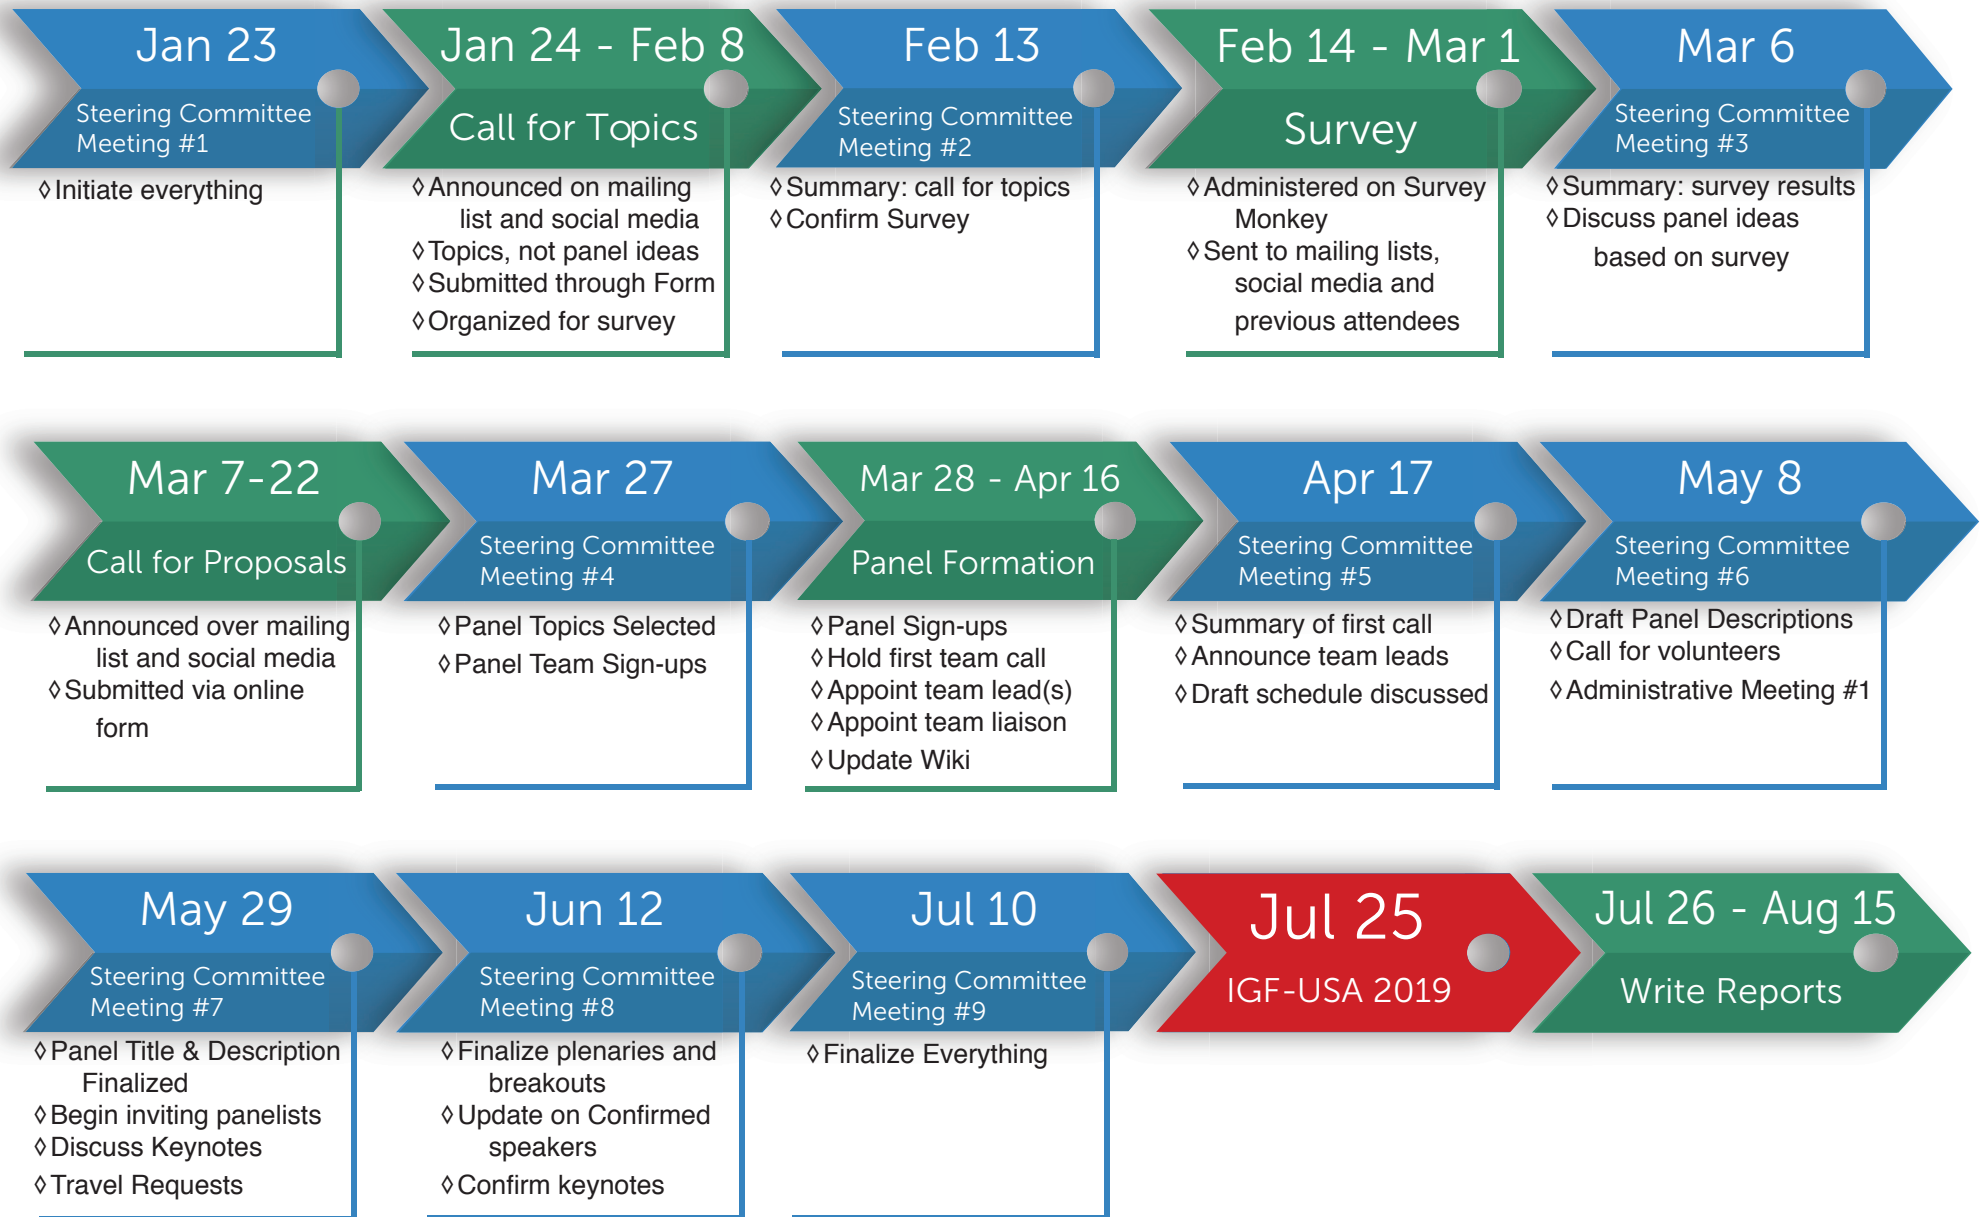 Jan 23
Steering Committee
Meeting #1
◊ Initiate everything
Jan 24 - Feb 8
Call for Topics
◊ Announced on mailing
list and social media
◊ Topics, not panel ideas
◊ Submitted through Form
◊ Organized for survey
Feb 13
Steering Committee
Meeting #2
◊ Summary: call for topics
◊ Confirm Survey
Feb 14 - Mar 1
Survey
◊ Administered on Survey
Monkey
◊ Sent to mailing lists,
social media and
previous attendees
Mar 6
Steering Committee
Meeting #3
◊ Summary: survey results
◊ Discuss panel ideas
based on survey
Mar 7-22
Call for Proposals
◊ Announced over mailing
list and social media
◊ Submitted via online
form
Mar 27
Steering Committee
Meeting #4
◊ Panel Topics Selected
◊ Panel Team Sign-ups
Mar 28 - Apr 16
Panel Formation
◊ Panel Sign-ups
◊ Hold first team call
◊ Appoint team lead(s)
◊ Appoint team liaison
◊ Update Wiki
Apr 17
Steering Committee
Meeting #5
◊ Summary of first call
◊ Announce team leads
◊ Draft schedule discussed
May 8
Steering Committee
Meeting #6
◊ Draft Panel Descriptions
◊ Call for volunteers
◊ Administrative Meeting #1
May 29
Steering Committee
Meeting #7
◊ Panel Title & Description
Finalized
◊ Begin inviting panelists
◊ Discuss Keynotes
◊ Travel Requests
Jun 12
Steering Committee
Meeting #8
◊ Finalize plenaries and
breakouts
◊ Update on Confirmed
speakers
◊ Confirm keynotes
Jul 10
Steering Committee
Meeting #9
◊ Finalize Everything
Jul 25
IGF-USA 2019
Jul 26 - Aug 15
Write Reports